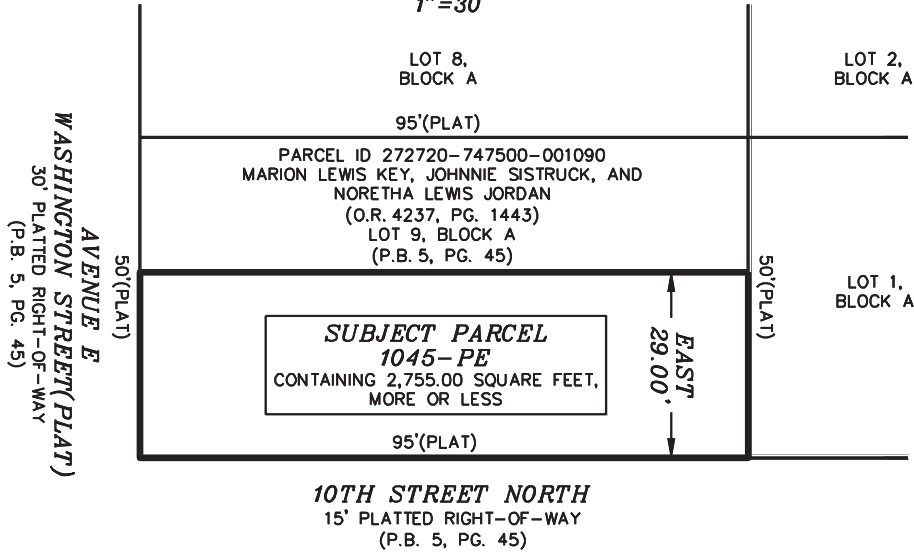 1"=30'
LOT 8,
BLOCK A
LOT 2,
BLOCK A
95'(PLAT)
PARCEL ID 272720-747500-001090
MARION LEWIS KEY, JOHNNIE SISTRUCK, AND
NORETHA LEWIS JORDAN
(O.R. 4237, PG. 1443)
LOT 9, BLOCK A
(P.B. 5, PG. 45)
AVENUE E
WASHINGTON STREET(PLAT)
30' PLATTED RIGHT-OF-WAY
(P.B. 5, PG. 45)
50'(PLAT)
50'(PLAT)
LOT 1,
BLOCK A
SUBJECT PARCEL
1045-PE
CONTAINING 2,755.00 SQUARE FEET,
MORE OR LESS
EAST
29.00'
95'(PLAT)
10TH STREET NORTH
15' PLATTED RIGHT-OF-WAY
(P.B. 5, PG. 45)